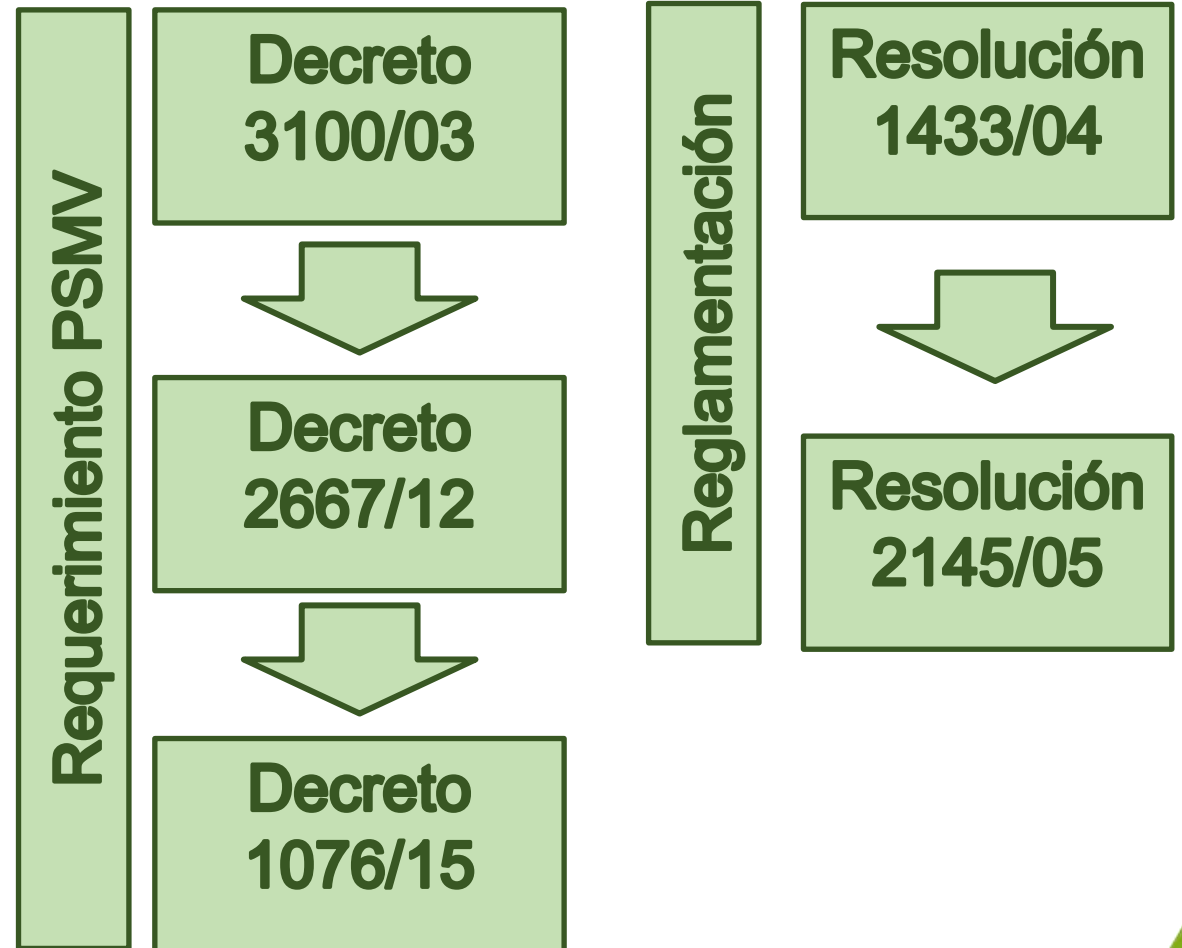 Requerimiento PSMV
Decreto
3100/03
Decreto
2667/12
Decreto
1076/15
Reglamentación
Resolución
1433/04
Resolución
2145/05